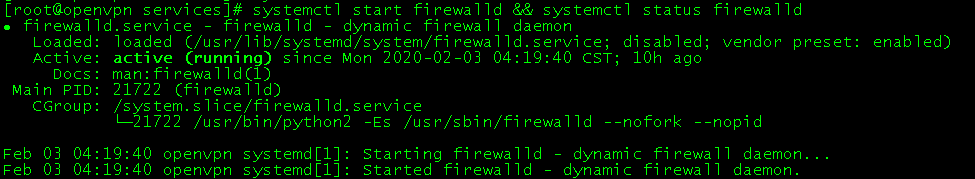 [root@openvpn services]# systemctl start firewalld && systemctl status firewalld
● firewalld.service - firewalld - dynamic firewall daemon
   Loaded: loaded (/usr/lib/systemd/system/firewalld.service; disabled; vendor preset: enabled)
   Active: active (running) since Mon 2020-02-03 04:19:40 CST; 10h ago
     Docs: man:firewalld(1)
 Main PID: 21722 (firewalld)
   CGroup: /system.slice/firewalld.service
           └─21722 /usr/bin/python2 -Es /usr/sbin/firewalld --nofork --nopid
Feb 03 04:19:40 openvpn systemd[1]: Starting firewalld - dynamic firewall daemon...
Feb 03 04:19:40 openvpn systemd[1]: Started firewalld - dynamic firewall daemon.